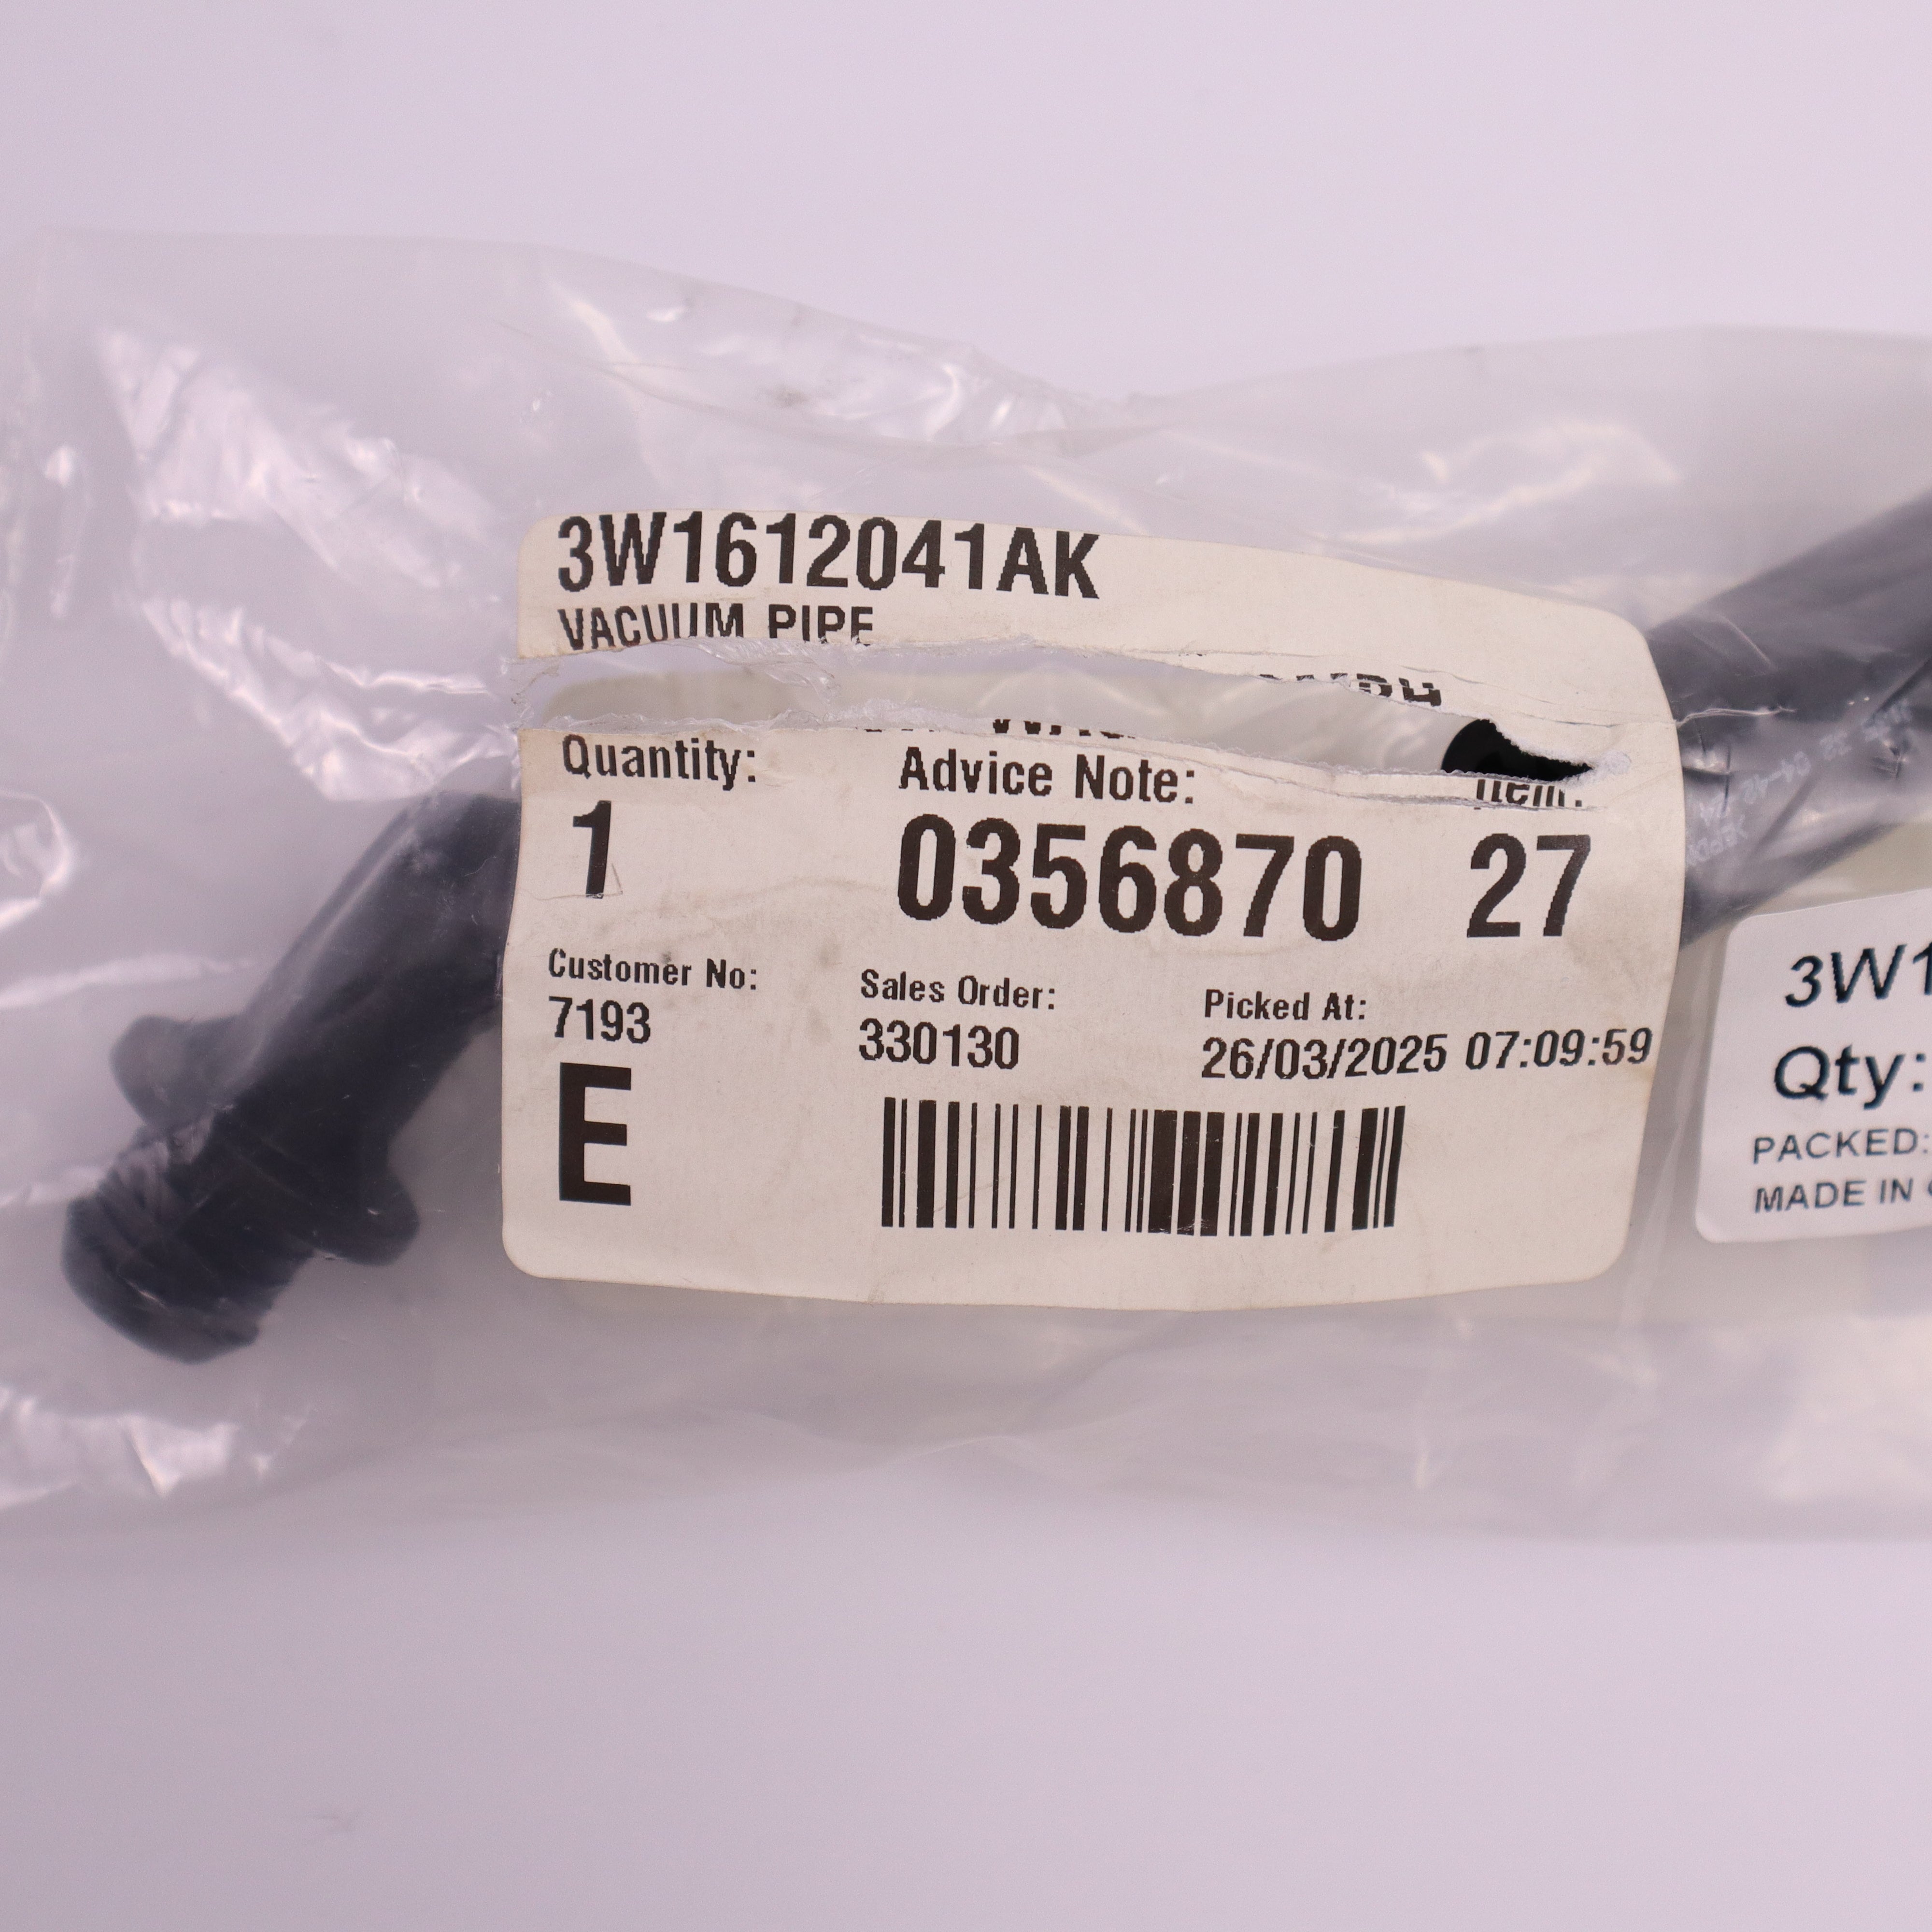 3W1612041AK
VACUUM PIPE
Quantity: Advice Note: Item:
1 0356870 27
Customer No: Sales Order: Picked At:
7193 330130 26/03/2025 07:09:59
E
3W1
Qty:
PACKED:
MADE IN